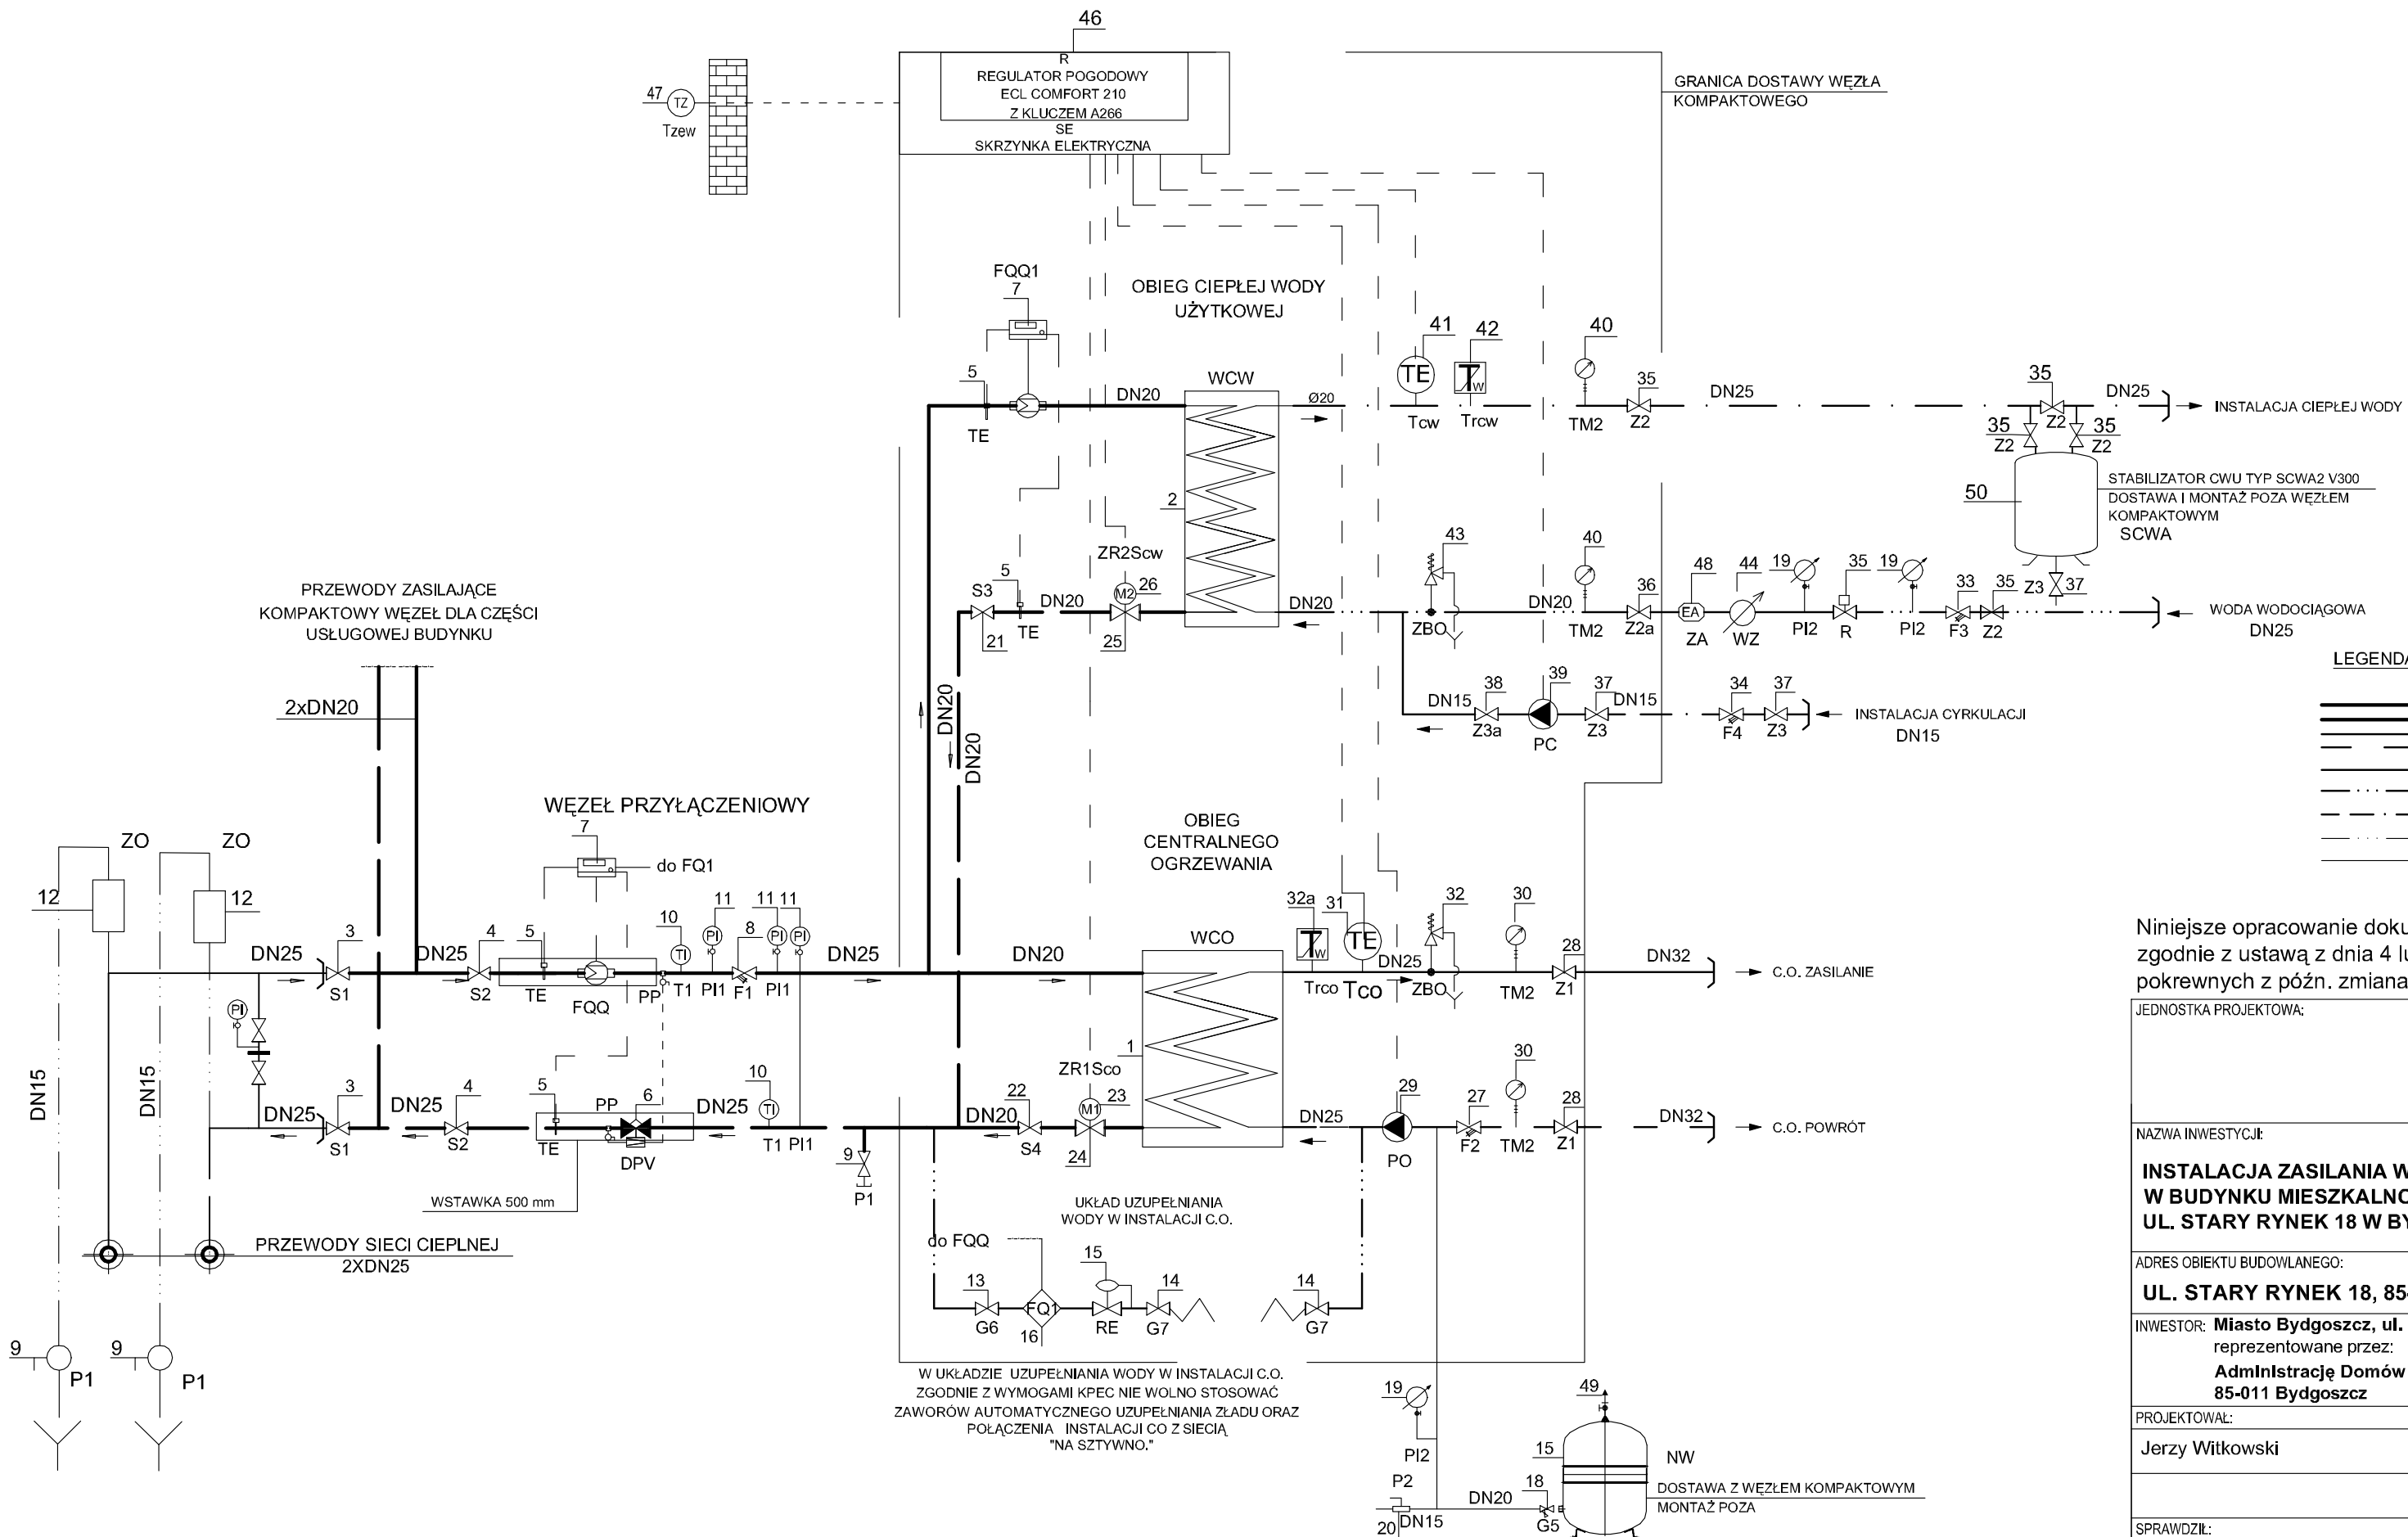 46
R
REGULATOR POGODOWY
ECL COMFORT 210
Z KLUCZEM A266
SE
SKRZYNKA ELEKTRYCZNA
47 TZ
Tzew
GRANICA DOSTAWY WĘZŁA
KOMPAKTOWEGO
FQQ1
7
OBIEG CIEPŁEJ WODY
UŻYTKOWEJ
5
TE
DN20
WCW
2
Ø20
41
TE
Tcw
42
T W
Trcw
40
TM2
35
Z2
DN25
35
Z2
DN25
INSTALACJA CIEPŁEJ WODY
35
Z2
35
Z2
50
STABILIZATOR CWU TYP SCWA2 V300
DOSTAWA I MONTAŻ POZA WĘZŁEM
KOMPAKTOWYM
SCWA
Z3
37
S3
21
5
TE
DN20
ZR2Scw
M2
26
25
DN20
43
ZBO
DN20
40
TM2
36
Z2a
48
EA
ZA
44
WZ
19
PI2
35
R
19
PI2
33
F3
35
Z2
WODA WODOCIĄGOWA
DN25
LEGENDA
DN15
38
Z3a
39
PC
37
Z3
DN15
34
F4
37
Z3
INSTALACJA CYRKULACJI
DN15
PRZEWODY ZASILAJĄCE
KOMPAKTOWY WĘZEŁ DLA CZĘŚCI
USŁUGOWEJ BUDYNKU
2xDN20
DN20
DN20
WĘZEŁ PRZYŁĄCZENIOWY
7
do FQ1
OBIEG
CENTRALNEGO
OGRZEWANIA
ZO
ZO
12
12
DN25
3
S1
DN25
4
S2
5
TE
FQQ
PP
10
TI
T1
11
PI
PI1
8
F1
11
PI
PI1
11
PI
DN25
DN20
WCO
1
32a
T W
Trco
31
TE
Tco
DN25
32
ZBO
30
TM2
28
Z1
DN32
C.O. ZASILANIE
PI
DN15
DN15
DN25
3
S1
DN25
4
S2
5
TE
PP
6
DPV
DN25
10
TI
T1
PI1
9
P1
DN20
22
S4
ZR1Sco
M1
23
24
DN25
29
PO
27
F2
30
TM2
28
Z1
DN32
C.O. POWRÓT
WSTAWKA 500 mm
PRZEWODY SIECI CIEPLNEJ
2XDN25
9
P1
9
P1
UKŁAD UZUPEŁNIANIA
WODY W INSTALACJI C.O.
do FQQ
13
G6
FQ1
16
15
RE
14
G7
14
G7
W UKŁADZIE UZUPEŁNIANIA WODY W INSTALACJI C.O.
ZGODNIE Z WYMOGAMI KPEC NIE WOLNO STOSOWAĆ
ZAWORÓW AUTOMATYCZNEGO UZUPEŁNIANIA ZŁADU ORAZ
POŁĄCZENIA INSTALACJI CO Z SIECIĄ
"NA SZTYWNO."
19
PI2
P2
20
DN15
DN20
18
G5
49
15
NW
DOSTAWA Z WĘZŁEM KOMPAKTOWYM
MONTAŻ POZA
Niniejsze opracowanie doku
zgodnie z ustawą z dnia 4 lu
pokrewnych z późn. zmiana
JEDNOSTKA PROJEKTOWA:
NAZWA INWESTYCJI:
INSTALACJA ZASILANIA W
W BUDYNKU MIESZKALNO
UL. STARY RYNEK 18 W BY
ADRES OBIEKTU BUDOWLANEGO:
UL. STARY RYNEK 18, 85-
INWESTOR: Miasto Bydgoszcz, ul.
reprezentowane przez:
Administrację Domów
85-011 Bydgoszcz
PROJEKTOWAŁ:
Jerzy Witkowski
SPRAWDZIŁ: